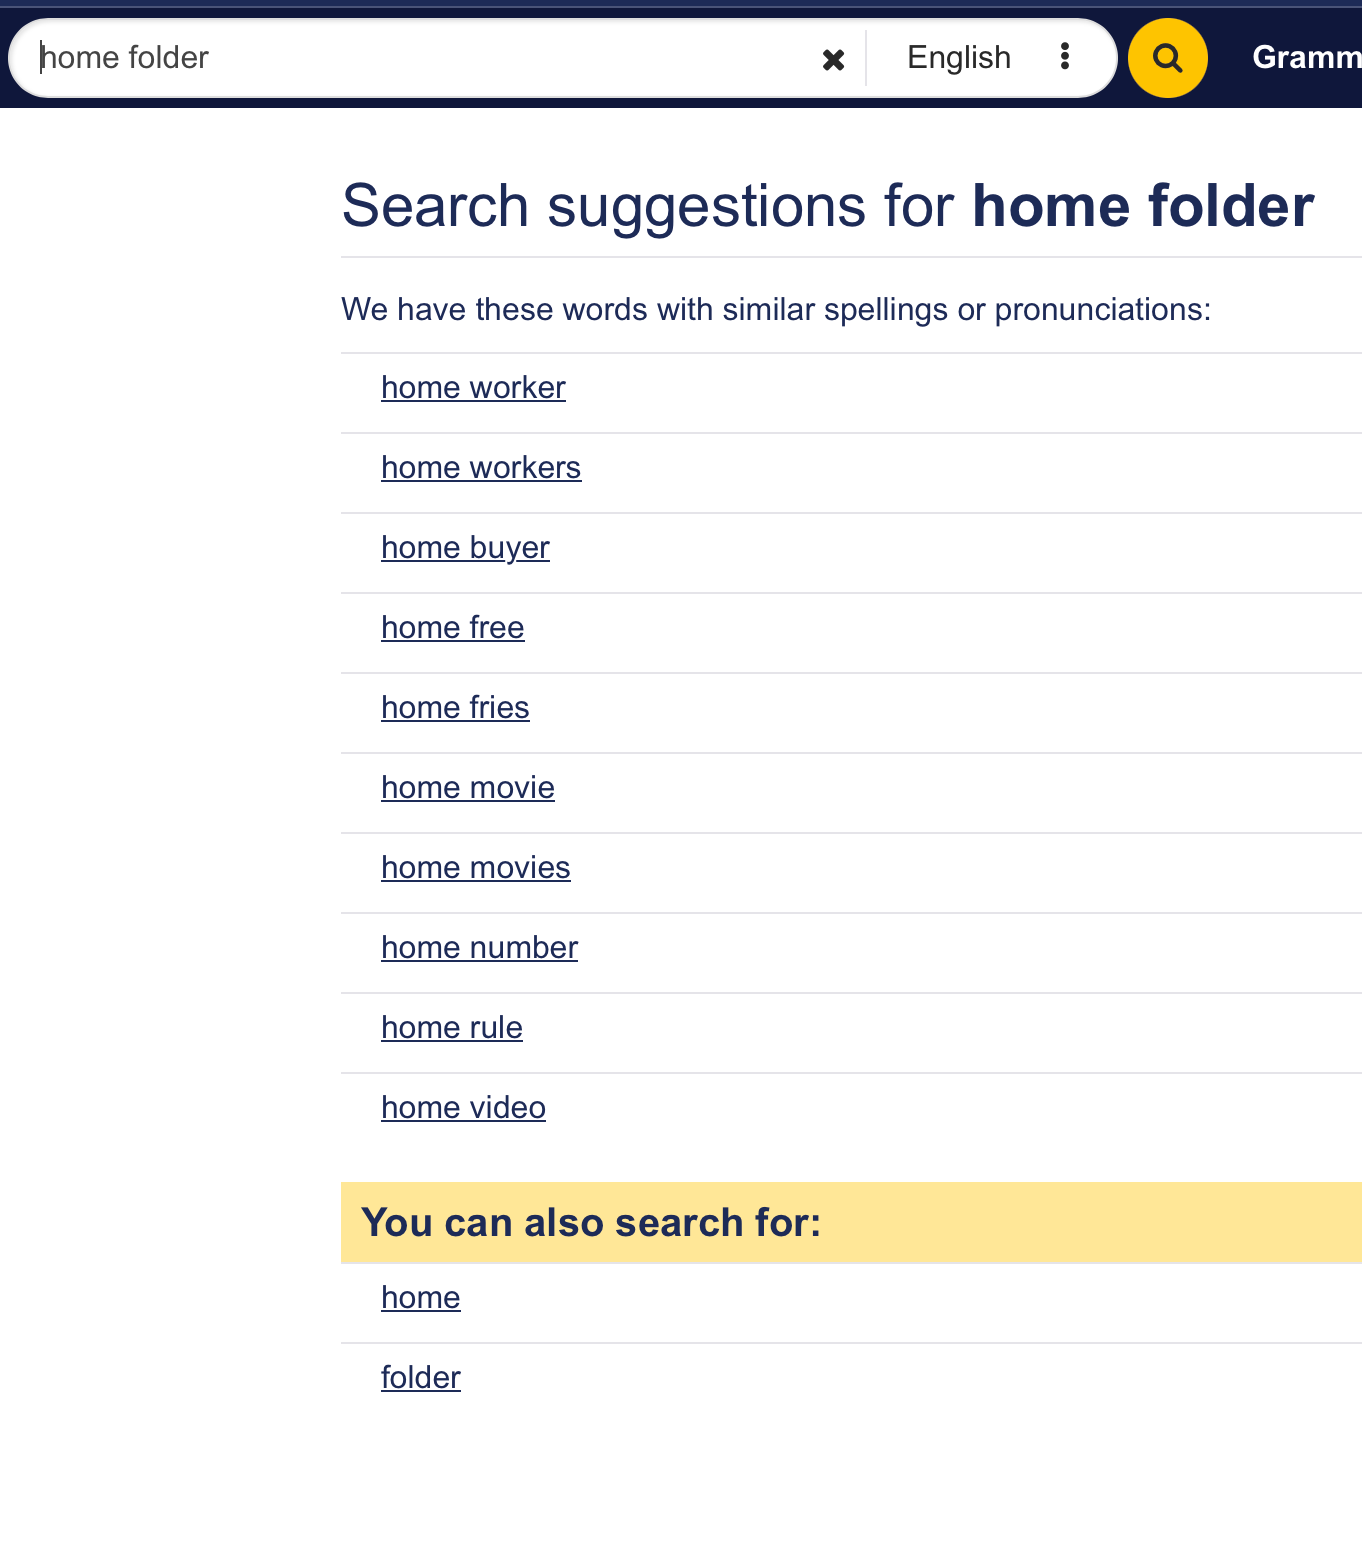 home folder
English
Gramm
Search suggestions for home folder
We have these words with similar spellings or pronunciations:
home worker
home workers
home buyer
home free
home fries
home movie
home movies
home number
home rule
home video
You can also search for:
home
folder